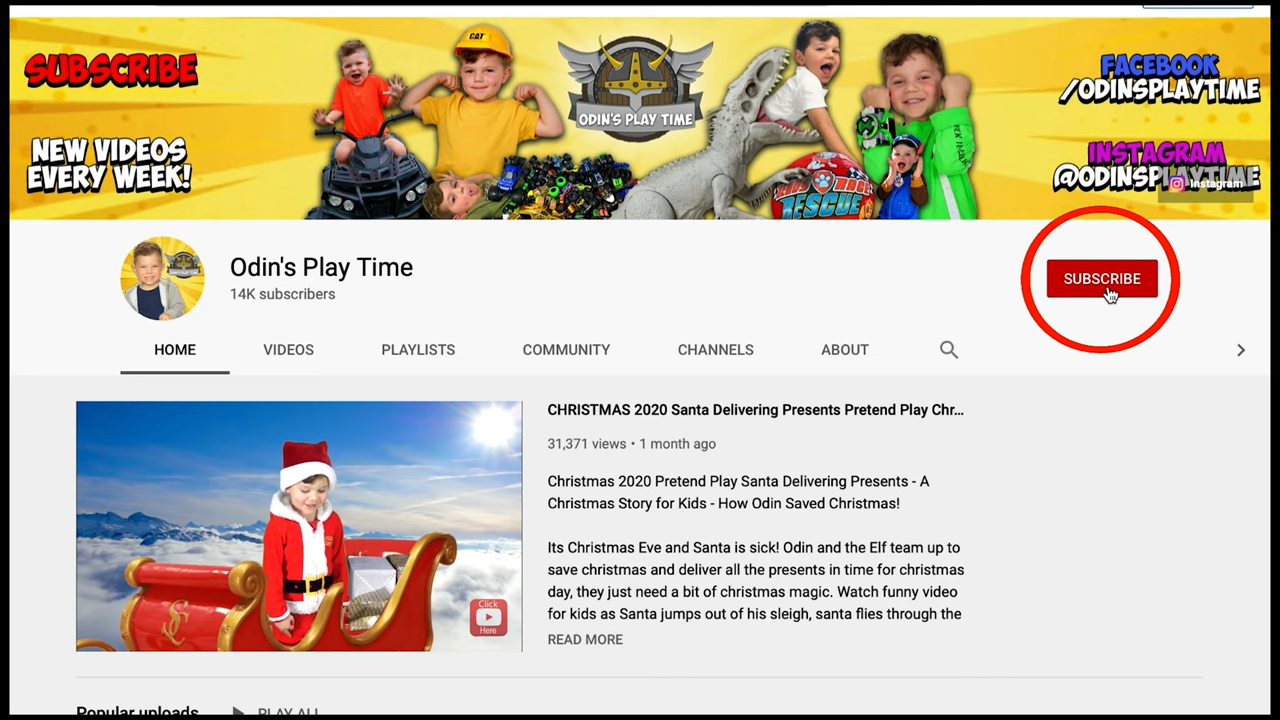 SUBSCRIBE
NEW VIDEOS
EVERY WEEK!
CAT
ODIN'S PLAY TIME
RESCUE
FACEBOOK
/ODINSPLAYTIME
INSTAGRAM
@ODINSPLAYTIME
Instagram
Odin's Play Time
14K subscribers
SUBSCRIBE
HOME
VIDEOS
PLAYLISTS
COMMUNITY
CHANNELS
ABOUT
CHRISTMAS 2020 Santa Delivering Presents Pretend Play Chr...
31,371 views • 1 month ago
Christmas 2020 Pretend Play Santa Delivering Presents - A
Christmas Story for Kids - How Odin Saved Christmas!
Its Christmas Eve and Santa is sick! Odin and the Elf team up to
save christmas and deliver all the presents in time for christmas
day, they just need a bit of christmas magic. Watch funny video
for kids as Santa jumps out of his sleigh, santa flies through the
READ MORE
Click
Here
Popular uploads
PLAY ALL